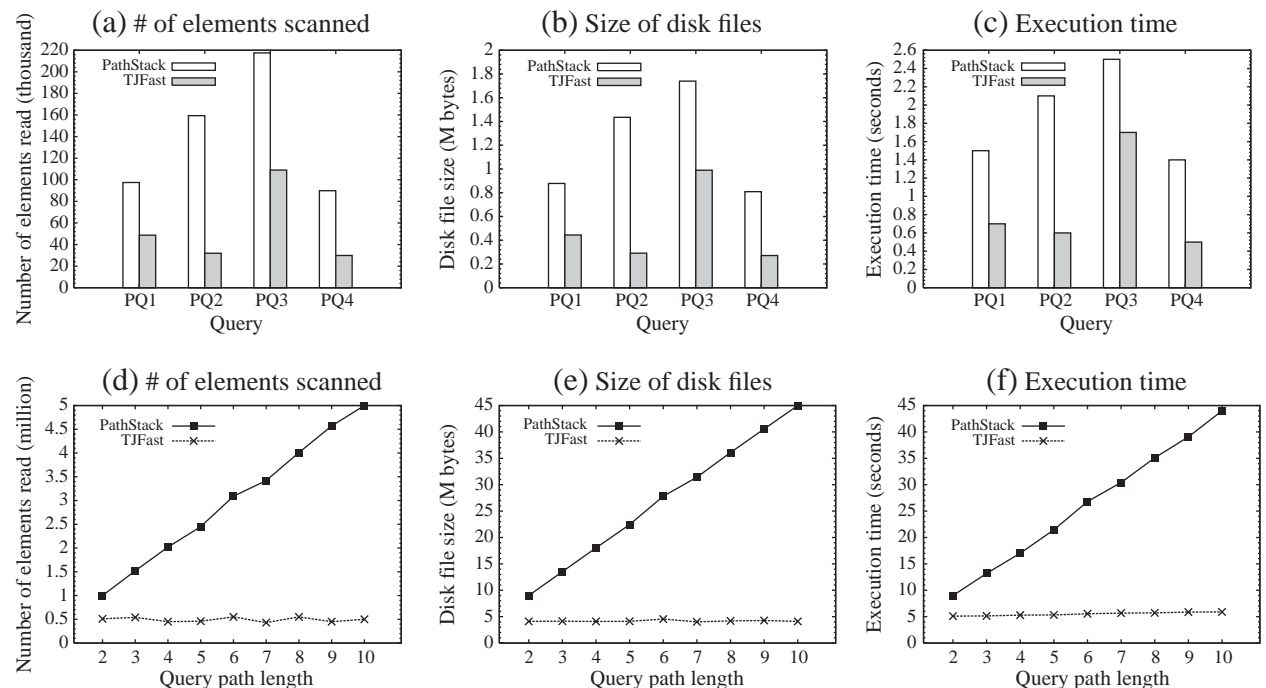 (a) # of elements scanned
Number of elements read (thousand)
220
200
180
160
140
120
100
80
60
40
20
0
PathStack
TJFast
PQ1 PQ2 PQ3 PQ4
Query
(b) Size of disk files
Disk file size (M bytes)
2
1.8
1.6
1.4
1.2
1
0.8
0.6
0.4
0.2
0
PathStack
TJFast
PQ1 PQ2 PQ3 PQ4
Query
(c) Execution time
Execution time (seconds)
2.6
2.4
2.2
2
1.8
1.6
1.4
1.2
1
0.8
0.6
0.4
0.2
0
PathStack
TJFast
PQ1 PQ2 PQ3 PQ4
Query
(d) # of elements scanned
Number of elements read (million)
5
4.5
4
3.5
3
2.5
2
1.5
1
0.5
0
PathStack
TJFast
2 3 4 5 6 7 8 9 10
Query path length
(e) Size of disk files
Disk file size (M bytes)
45
40
35
30
25
20
15
10
5
0
PathStack
TJFast
2 3 4 5 6 7 8 9 10
Query path length
(f) Execution time
Execution time (seconds)
45
40
35
30
25
20
15
10
5
0
PathStack
TJFast
2 3 4 5 6 7 8 9 10
Query path length